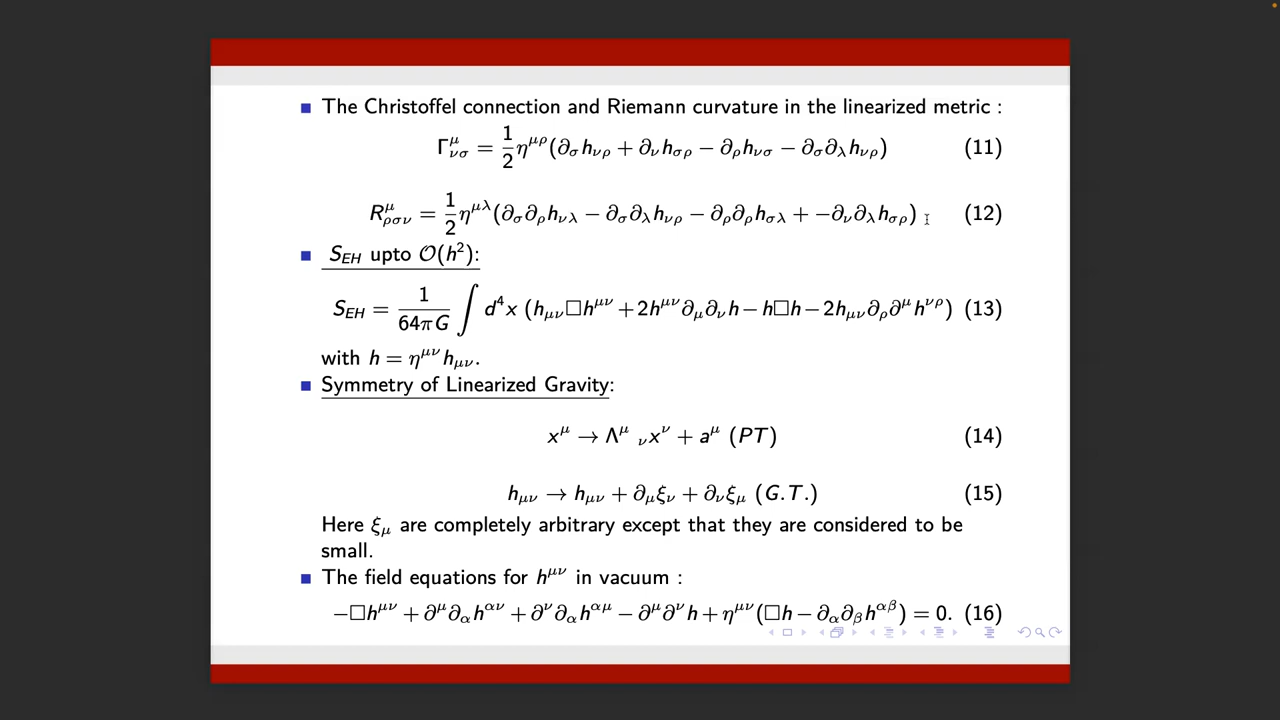 The Christoffel connection and Riemann curvature in the linearized metric :
Γ^μ_{νσ} = 1/2 η^{μρ}(∂_σ h_{νρ} + ∂_ν h_{σρ} − ∂_ρ h_{νσ} − ∂_σ∂_λ h_{νρ}) (11)
R^μ_{ρσν} = 1/2 η^{μλ}(∂_σ∂_ρ h_{νλ} − ∂_σ∂_λ h_{νρ} − ∂_ρ∂_ρ h_{σλ} + −∂_ν∂_λ h_{σρ}) (12)
S_{EH} upto 𝒪(h²):
S_{EH} = 1/(64πG) ∫ d⁴x (h_{μν}□h^{μν} + 2h^{μν}∂_μ∂_ν h − h□h − 2h_{μν}∂_ρ∂^μ h^{νρ}) (13)
with h = η^{μν}h_{μν}.
Symmetry of Linearized Gravity:
x^μ → Λ^μ_ν x^ν + a^μ (PT) (14)
h_{μν} → h_{μν} + ∂_μ ξ_ν + ∂_ν ξ_μ (G.T.) (15)
Here ξ_μ are completely arbitrary except that they are considered to be
small.
The field equations for h^{μν} in vacuum :
−□h^{μν} + ∂^μ∂_α h^{αν} + ∂^ν∂_α h^{αμ} − ∂^μ∂^ν h + η^{μν}(□h − ∂_α∂_β h^{αβ}) = 0. (16)